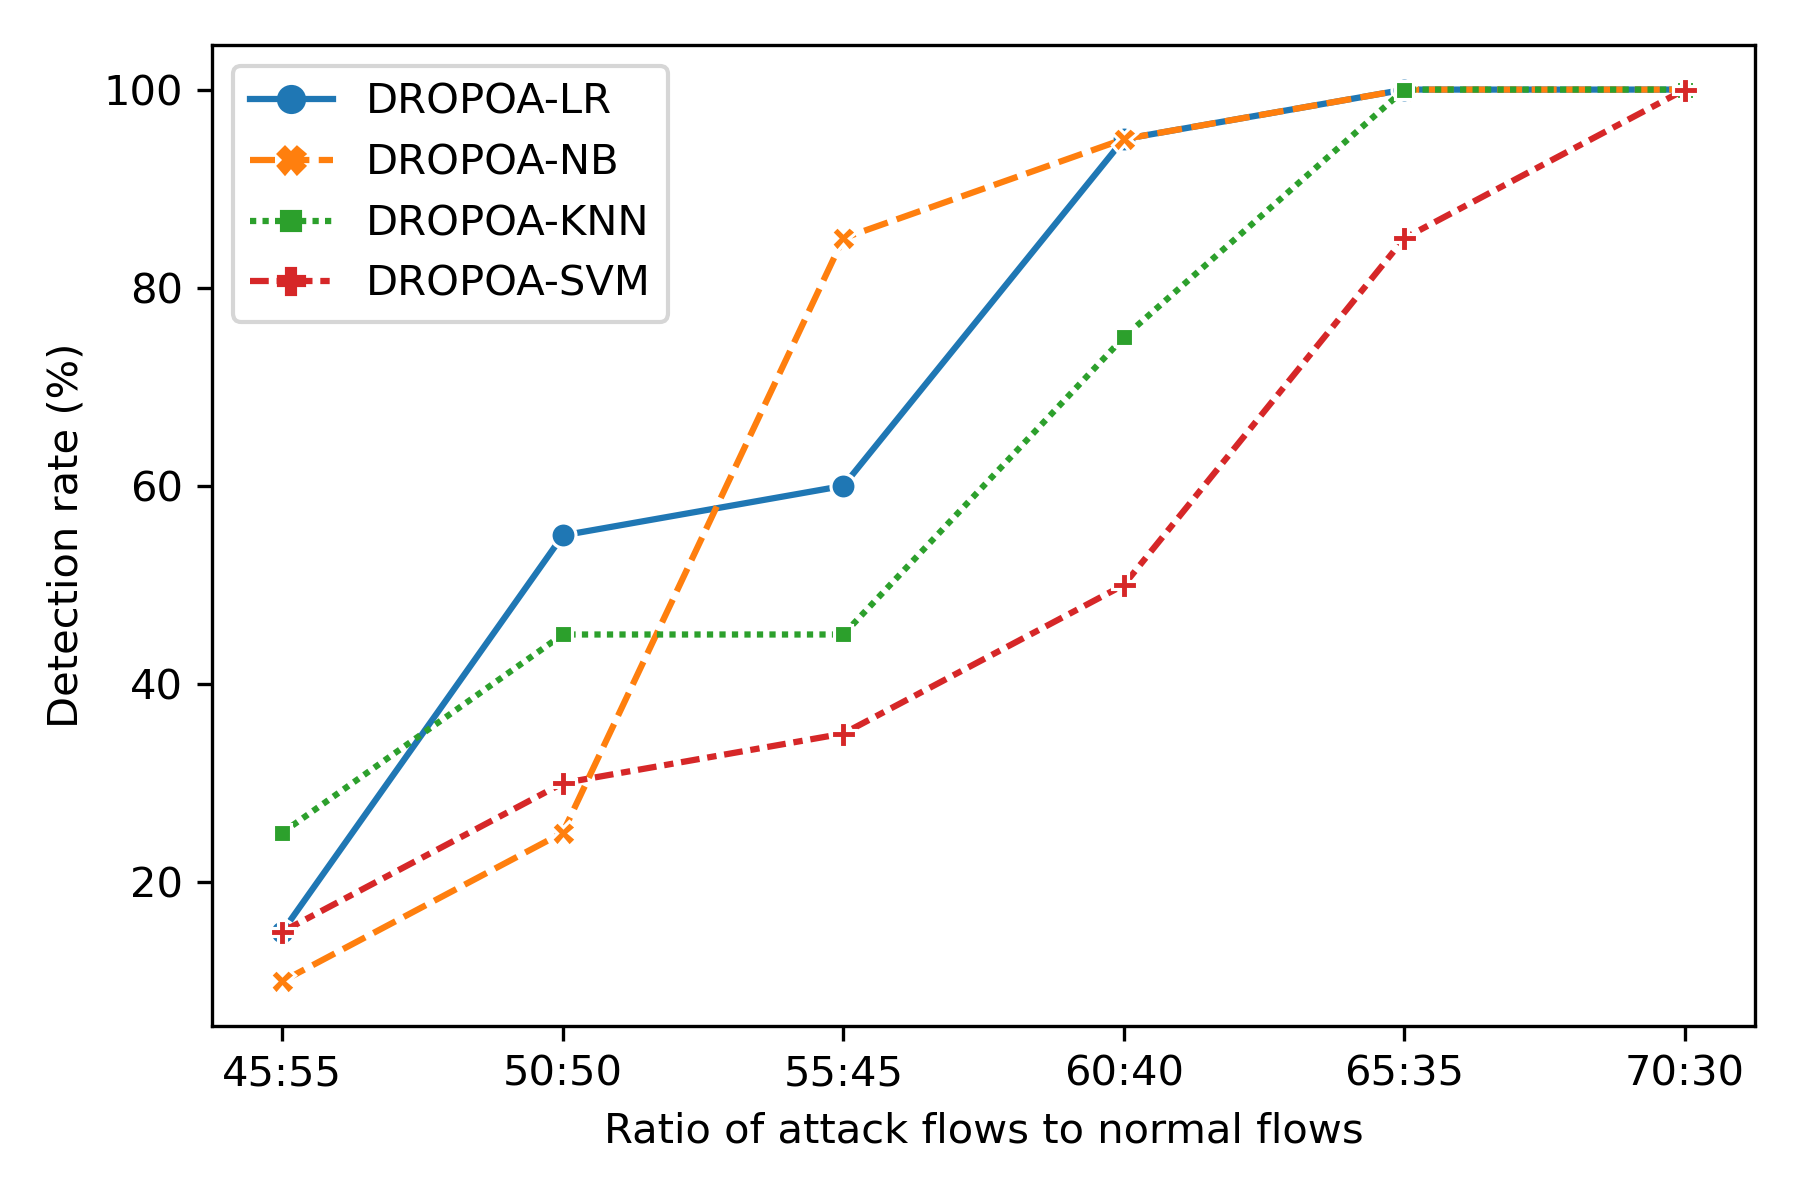 DROPOA-LR
DROPOA-NB
DROPOA-KNN
DROPOA-SVM
Detection rate (%)
100
80
60
40
20
45:55 50:50 55:45 60:40 65:35 70:30
Ratio of attack flows to normal flows